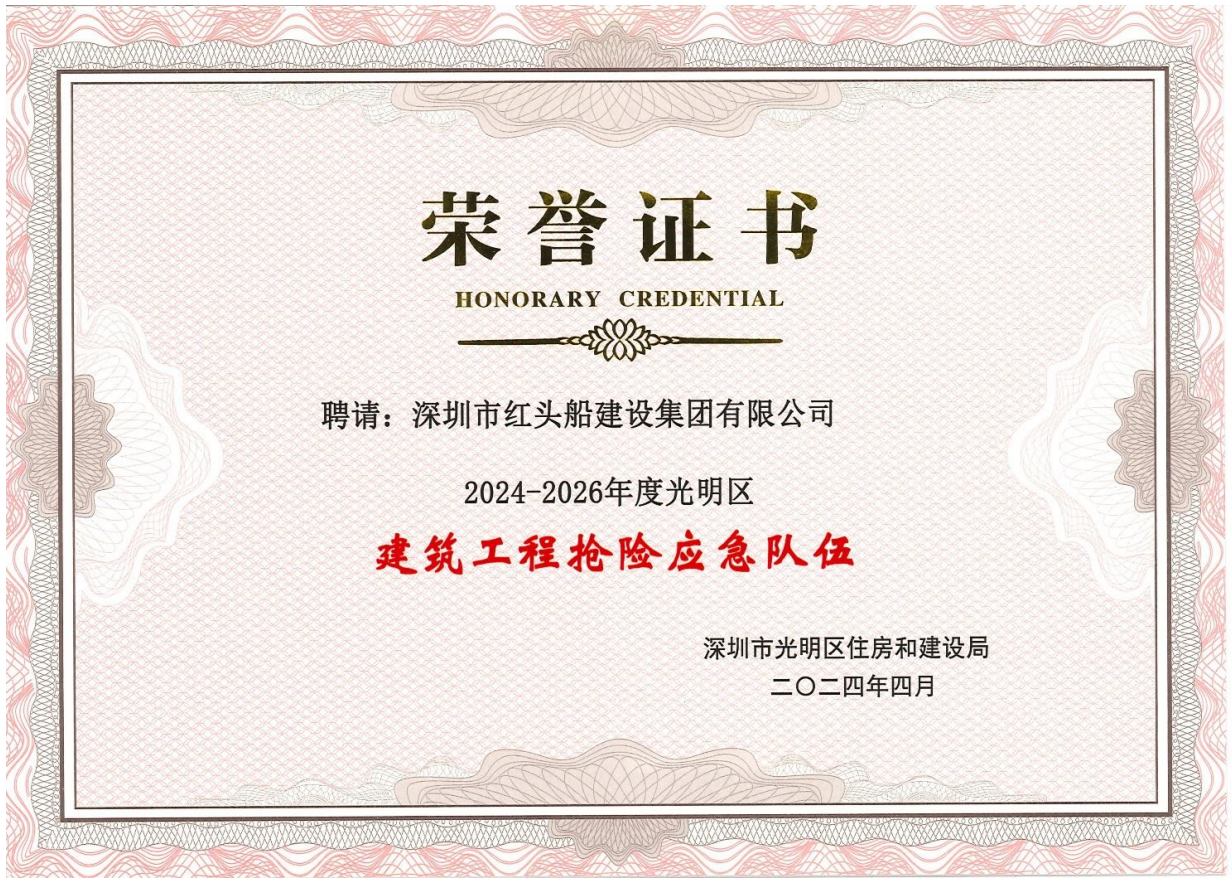 荣誉证书
HONORARY CREDENTIAL
聘请：深圳市红头船建设集团有限公司
2024-2026年度光明区
建筑工程抢险应急队伍
深圳市光明区住房和建设局
二〇二四年四月